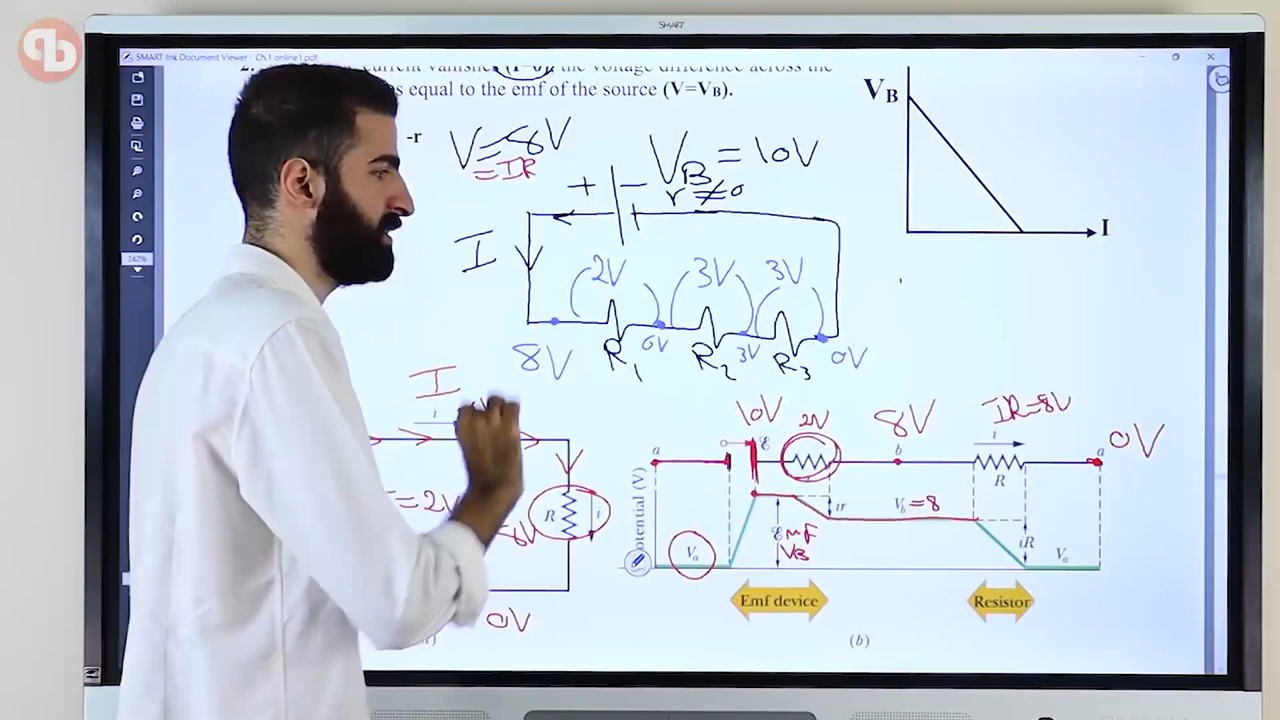 SMART
SMART Ink Document Viewer - Ch.1 online1.pdf
current vanishes (I=0), the voltage difference across the
s equal to the emf of the source (V=VB).
-r
V = 8V
= IR
VB = 10V
r ≠ 0
+ -
I
2V 3V 3V
8V R1 6V R2 3V R3 0V
VB
I
242%
I
i
= 2V
R
i
8V
0V
10V 2V 8V IR=8V
a ℰ b i a 0V
R
Potential (V)
Va
ℰ mF
VB
ir
Vb = 8
iR
Va
Emf device
Resistor
(b)